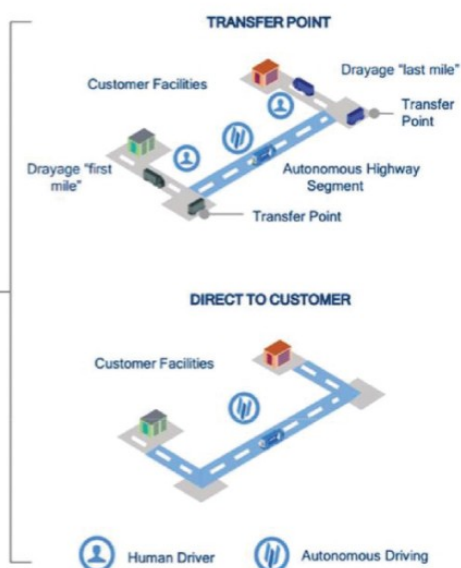 TRANSFER POINT
Drayage "last mile"
Customer Facilities
Transfer
Point
Drayage "first
mile"
Autonomous Highway
Segment
Transfer Point
DIRECT TO CUSTOMER
Customer Facilities
Human Driver
Autonomous Driving